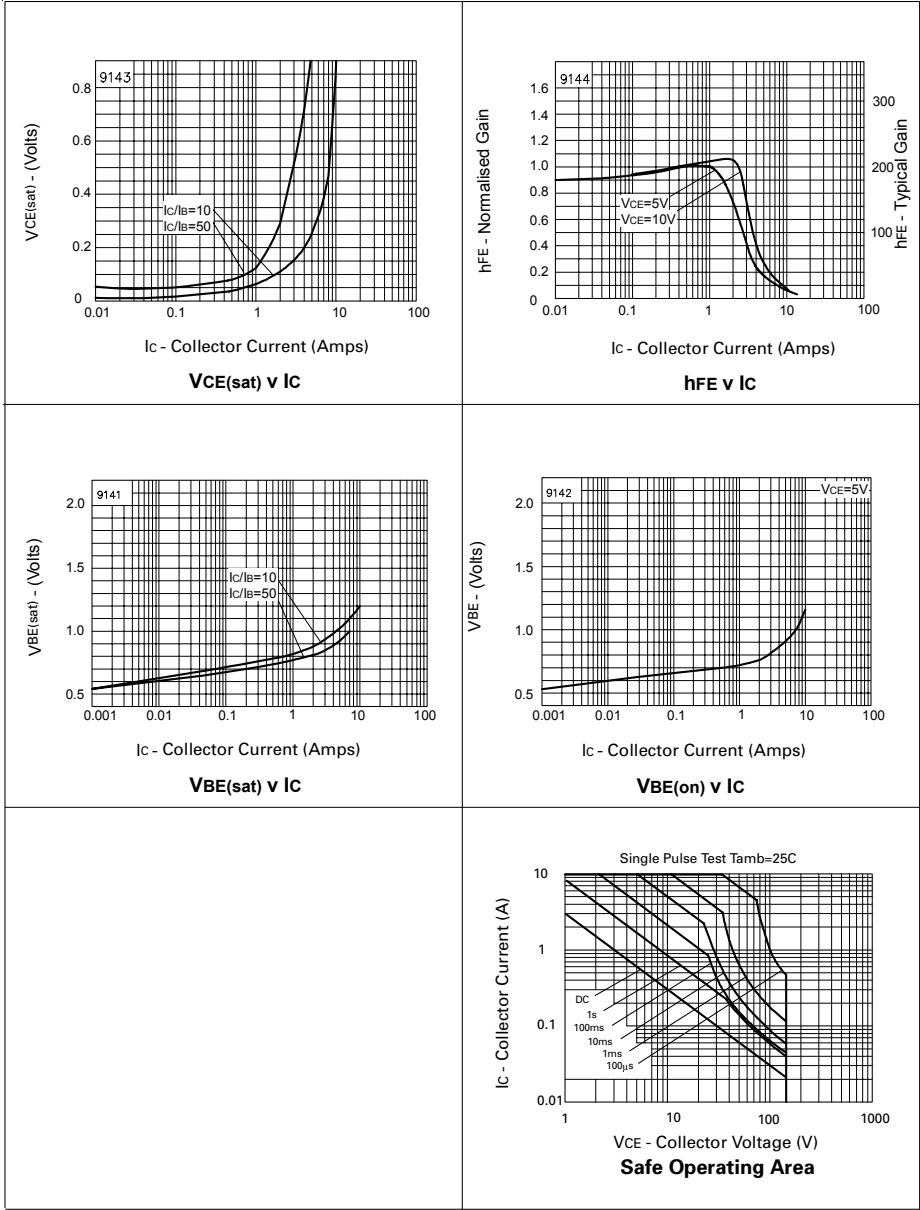 9143
0.8
0.6
0.4
0.2
0
VCE(sat) - (Volts)
IC/IB=10
IC/IB=50
0.01 0.1 1 10 100
IC - Collector Current (Amps)
VCE(sat) v IC
9144
1.6
1.4
1.2
1.0
0.8
0.6
0.4
0.2
0
hFE - Normalised Gain
300
200
100
hFE - Typical Gain
VCE=5V
VCE=10V
0.01 0.1 1 10 100
IC - Collector Current (Amps)
hFE v IC
9141
2.0
1.5
1.0
0.5
VBE(sat) - (Volts)
IC/IB=10
IC/IB=50
0.001 0.01 0.1 1 10 100
IC - Collector Current (Amps)
VBE(sat) v IC
9142
VCE=5V
2.0
1.5
1.0
0.5
VBE - (Volts)
0.001 0.01 0.1 1 10 100
IC - Collector Current (Amps)
VBE(on) v IC
Single Pulse Test Tamb=25C
10
1
0.1
0.01
IC - Collector Current (A)
DC
1s
100ms
10ms
1ms
100µs
1 10 100 1000
VCE - Collector Voltage (V)
Safe Operating Area